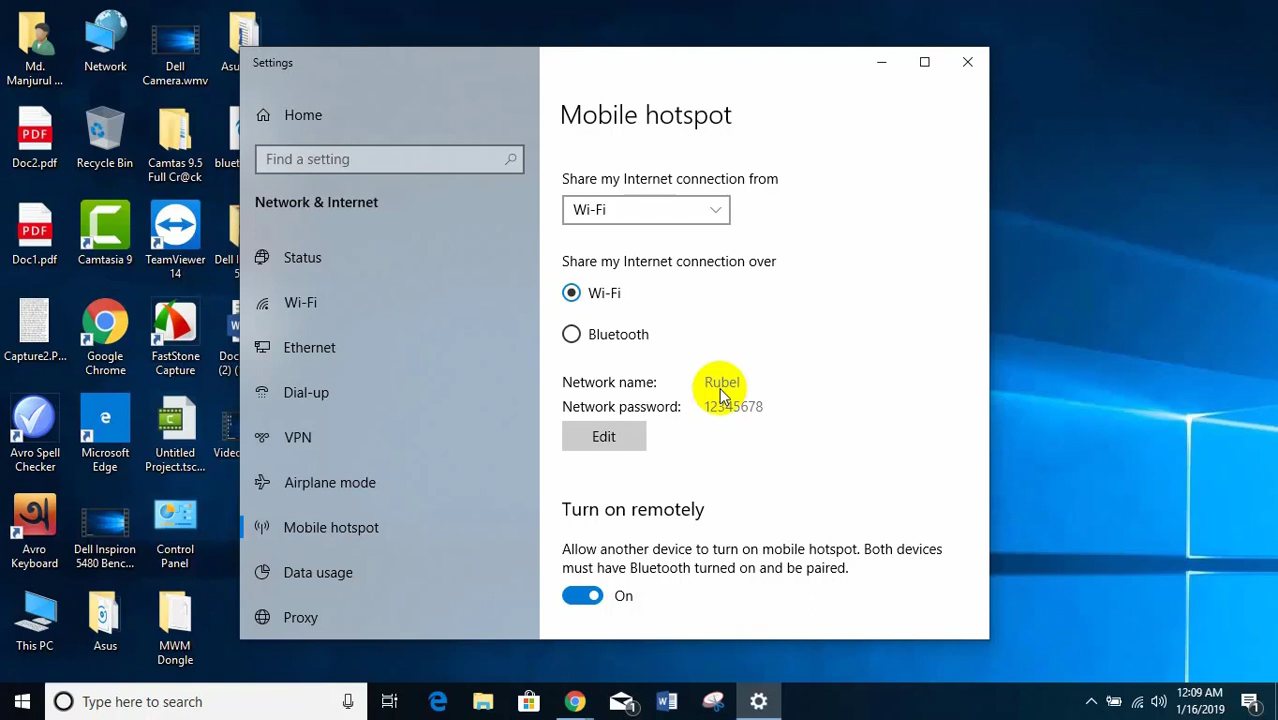 Md.
Manjurul ...
Network
Dell
Camera.wmv
Asu
Doc2.pdf
Recycle Bin
Camtas 9.5
Full Cr@ck
bluet
Doc1.pdf
Camtasia 9
TeamViewer
14
Dell I
5
Capture2.P...
Google
Chrome
FastStone
Capture
Doc
(2) (
Avro Spell
Checker
Microsoft
Edge
Untitled
Project.tsc...
Video
Avro
Keyboard
Dell Inspiron
5480 Benc...
Control
Panel
This PC
Asus
MWM
Dongle
Settings
Home
Find a setting
Network & Internet
Status
Wi-Fi
Ethernet
Dial-up
VPN
Airplane mode
Mobile hotspot
Data usage
Proxy
Mobile hotspot
Share my Internet connection from
Wi-Fi
Share my Internet connection over
Wi-Fi
Bluetooth
Network name: Rubel
Network password: 12345678
Edit
Turn on remotely
Allow another device to turn on mobile hotspot. Both devices
must have Bluetooth turned on and be paired.
On
Type here to search
1
12:09 AM
1/16/2019
1